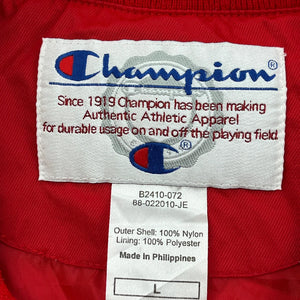 Champion®
Since 1919 Champion has been making
Authentic Athletic Apparel
for durable usage on and off the playing field.
®
B2410-072
88-022010-JE
Outer Shell: 100% Nylon
Lining: 100% Polyester
Made in Philippines
L